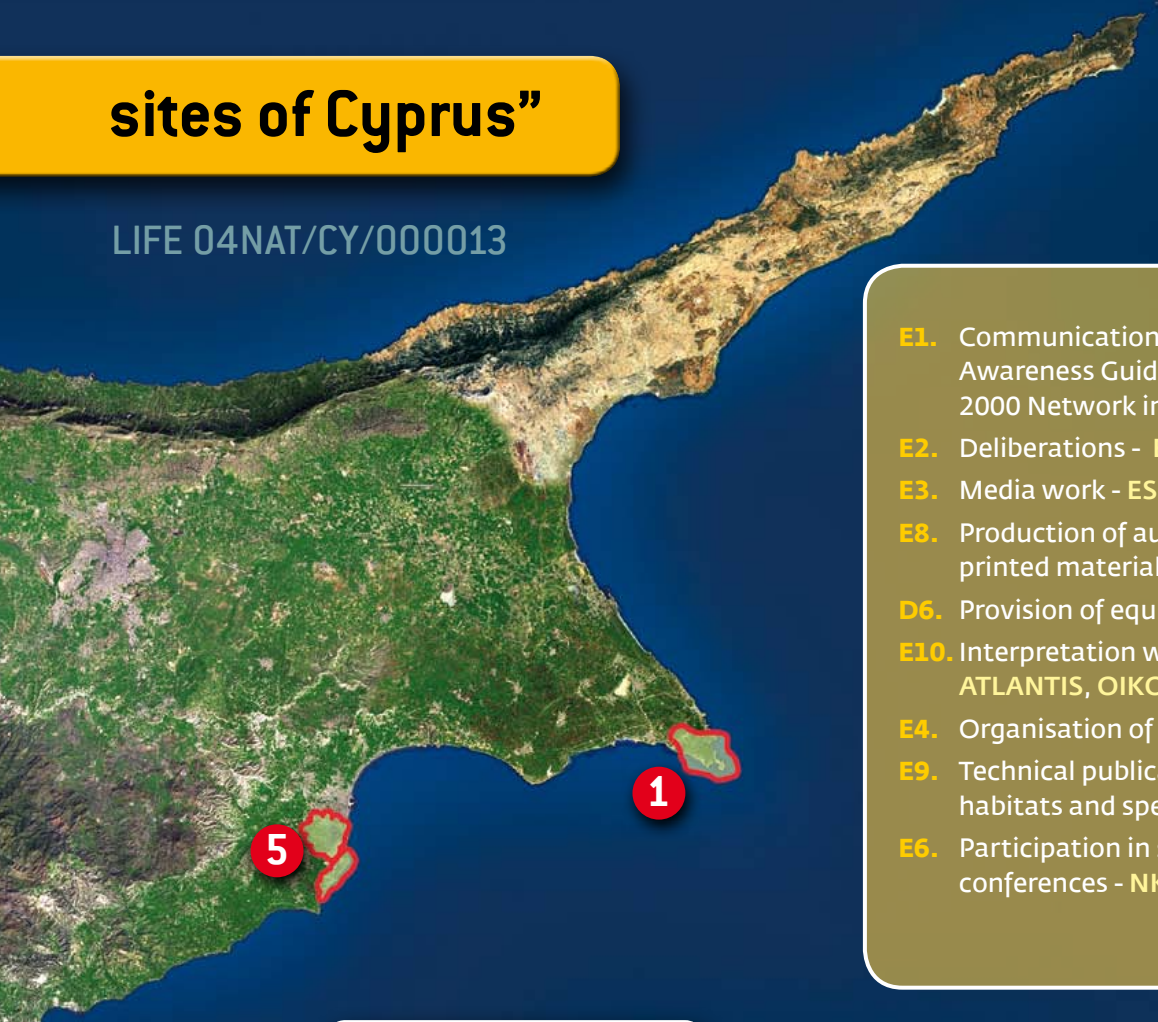 sites of Cyprus”
LIFE 04NAT/CY/000013
E1. Communication
Awareness Guid
2000 Network in
E2. Deliberations -
E3. Media work - ES
E8. Production of au
printed material
D6. Provision of equ
E10. Interpretation w
ATLANTIS, OIKO
E4. Organisation of
E9. Technical publica
habitats and spe
E6. Participation in
conferences - NK
1
5